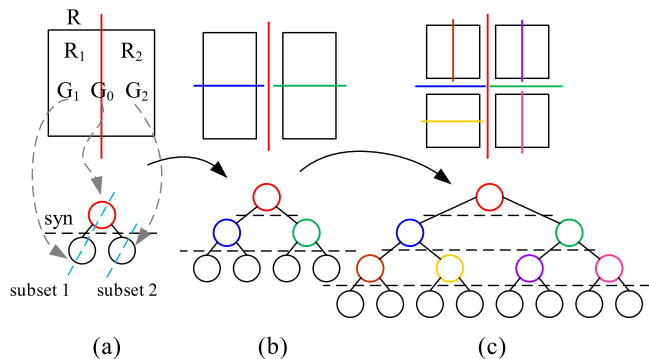 R
R₁ R₂
G₁ G₀ G₂
syn
subset 1 subset 2
(a) (b) (c)